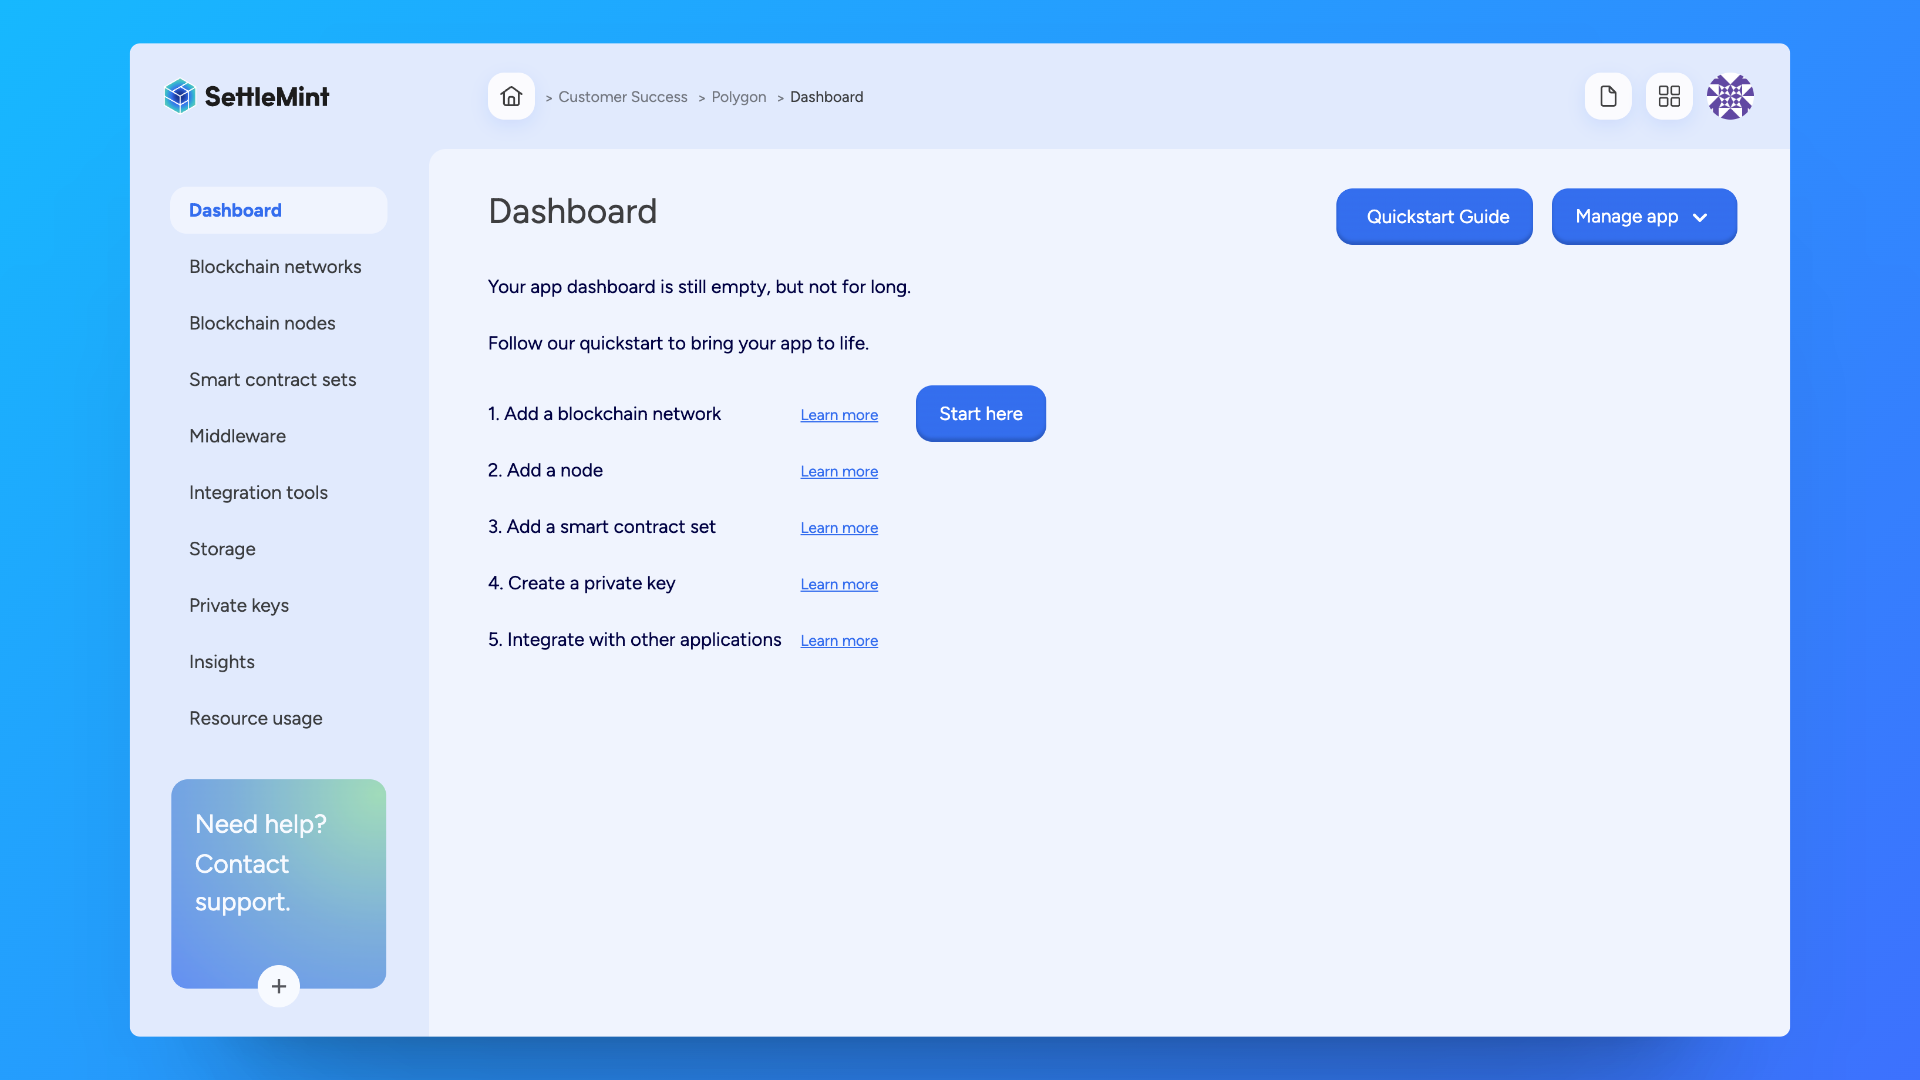 SettleMint
> Customer Success > Polygon > Dashboard
Dashboard
Blockchain networks
Blockchain nodes
Smart contract sets
Middleware
Integration tools
Storage
Private keys
Insights
Resource usage
Need help?
Contact
support.
+
Dashboard
Quickstart Guide
Manage app
Your app dashboard is still empty, but not for long.
Follow our quickstart to bring your app to life.
1. Add a blockchain network Learn more Start here
2. Add a node Learn more
3. Add a smart contract set Learn more
4. Create a private key Learn more
5. Integrate with other applications Learn more